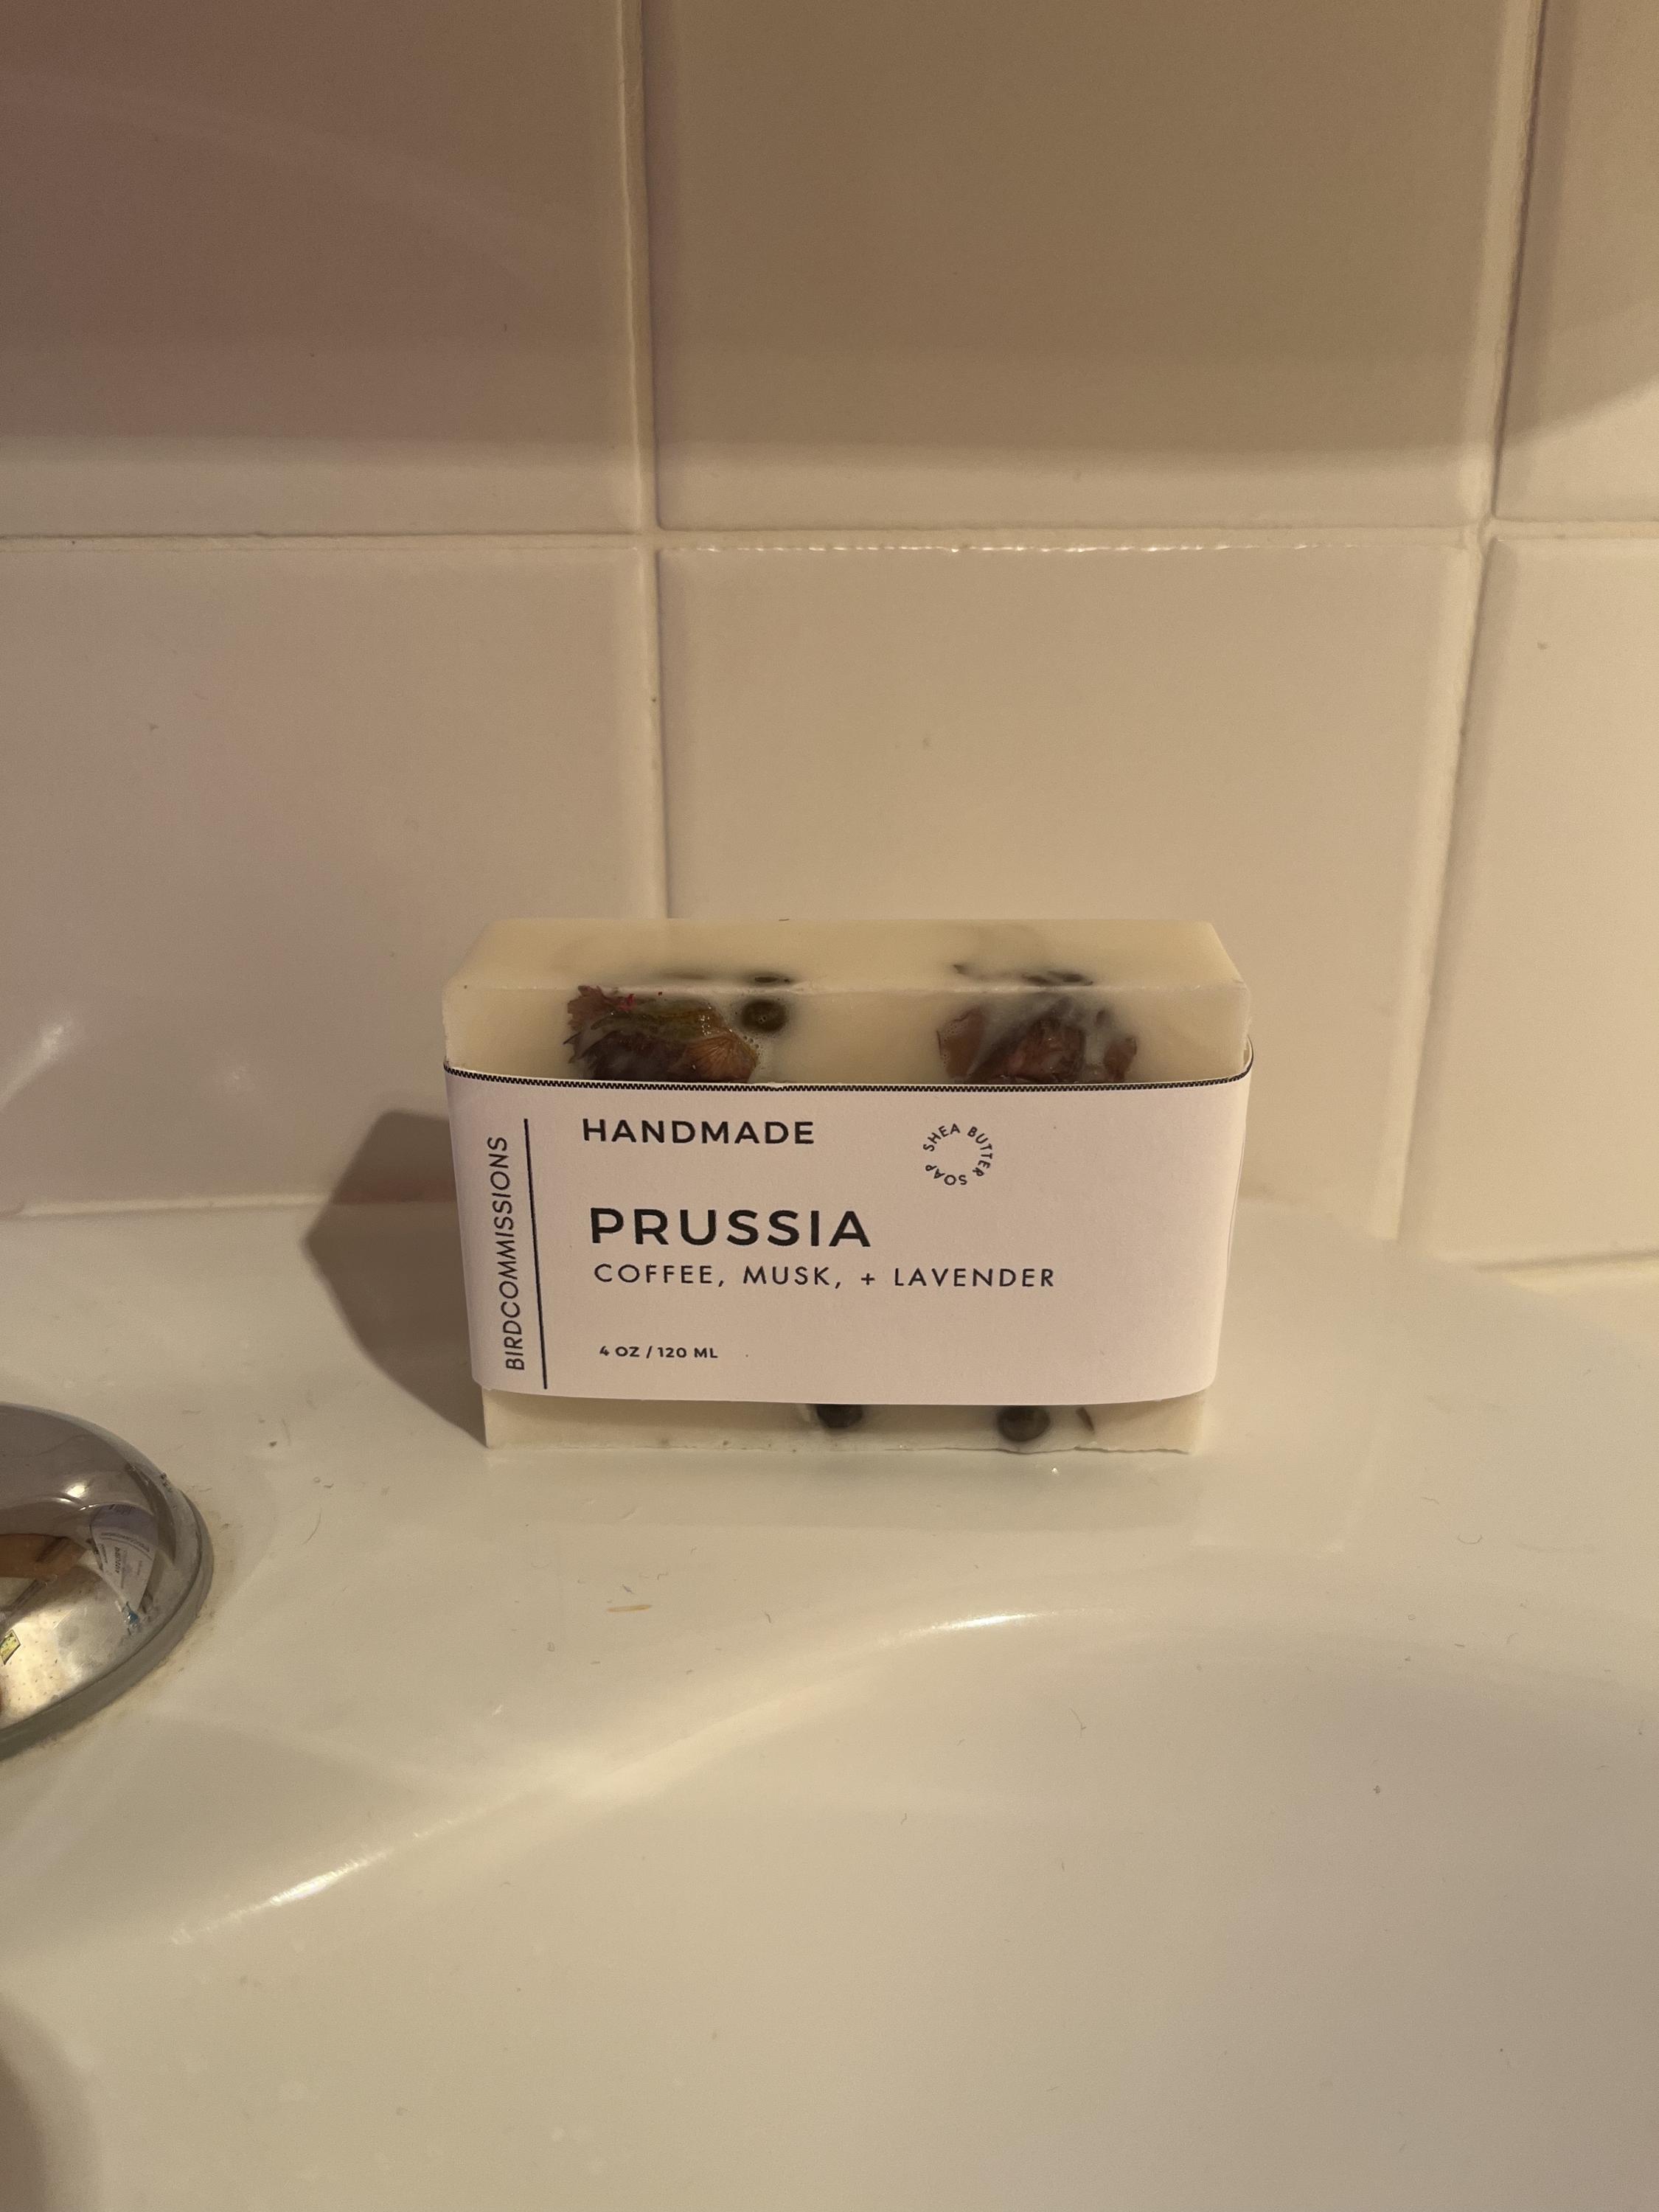 BIRDCOMMISSIONS
HANDMADE
SHEA BUTTER SOAP
PRUSSIA
COFFEE, MUSK, + LAVENDER
4 OZ / 120 ML